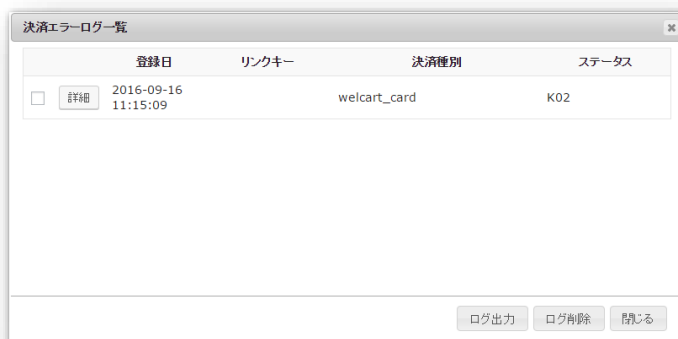 決済エラーログ一覧
登録日 リンクキー 決済種別 ステータス
詳細 2016-09-16 11:15:09 welcart_card K02
ログ出力 ログ削除 閉じる